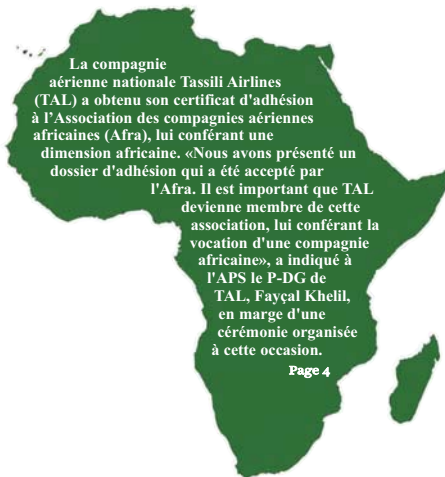 La compagnie
aérienne nationale Tassili Airlines
(TAL) a obtenu son certificat d'adhésion
à l’Association des compagnies aériennes
africaines (Afra), lui conférant une
dimension africaine. «Nous avons présenté un
dossier d'adhésion qui a été accepté par
l'Afra. Il est important que TAL
devienne membre de cette
association, lui conférant la
vocation d'une compagnie
africaine», a indiqué à
l'APS le P-DG de
TAL, Fayçal Khelil,
en marge d'une
cérémonie organisée
à cette occasion.
Page 4